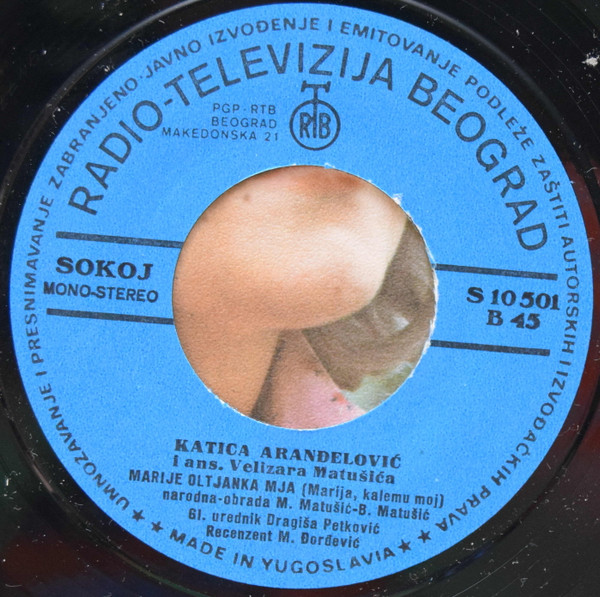 UMNOŽAVANJE I PRESNIMAVANJE ZABRANJENO-JAVNO IZVOĐENJE I EMITOVANJE PODLEŽE ZAŠTITI AUTORSKIH I IZVOĐAČKIH PRAVA
RADIO-TELEVIZIJA BEOGRAD
PGP-RTB
BEOGRAD
MAKEDONSKA 21
RTB
SOKOJ
MONO-STEREO
S 10 501
B 45
KATICA ARANĐELOVIĆ
i ans. Velizara Matušića
MARIJE OLTJANKA MJA (Marija, kalemu moj)
narodna-obrada M. Matušić-B. Matušić
Gl. urednik Dragiša Petković
Recenzent M. Đorđević
★ ★ MADE IN YUGOSLAVIA ★ ★